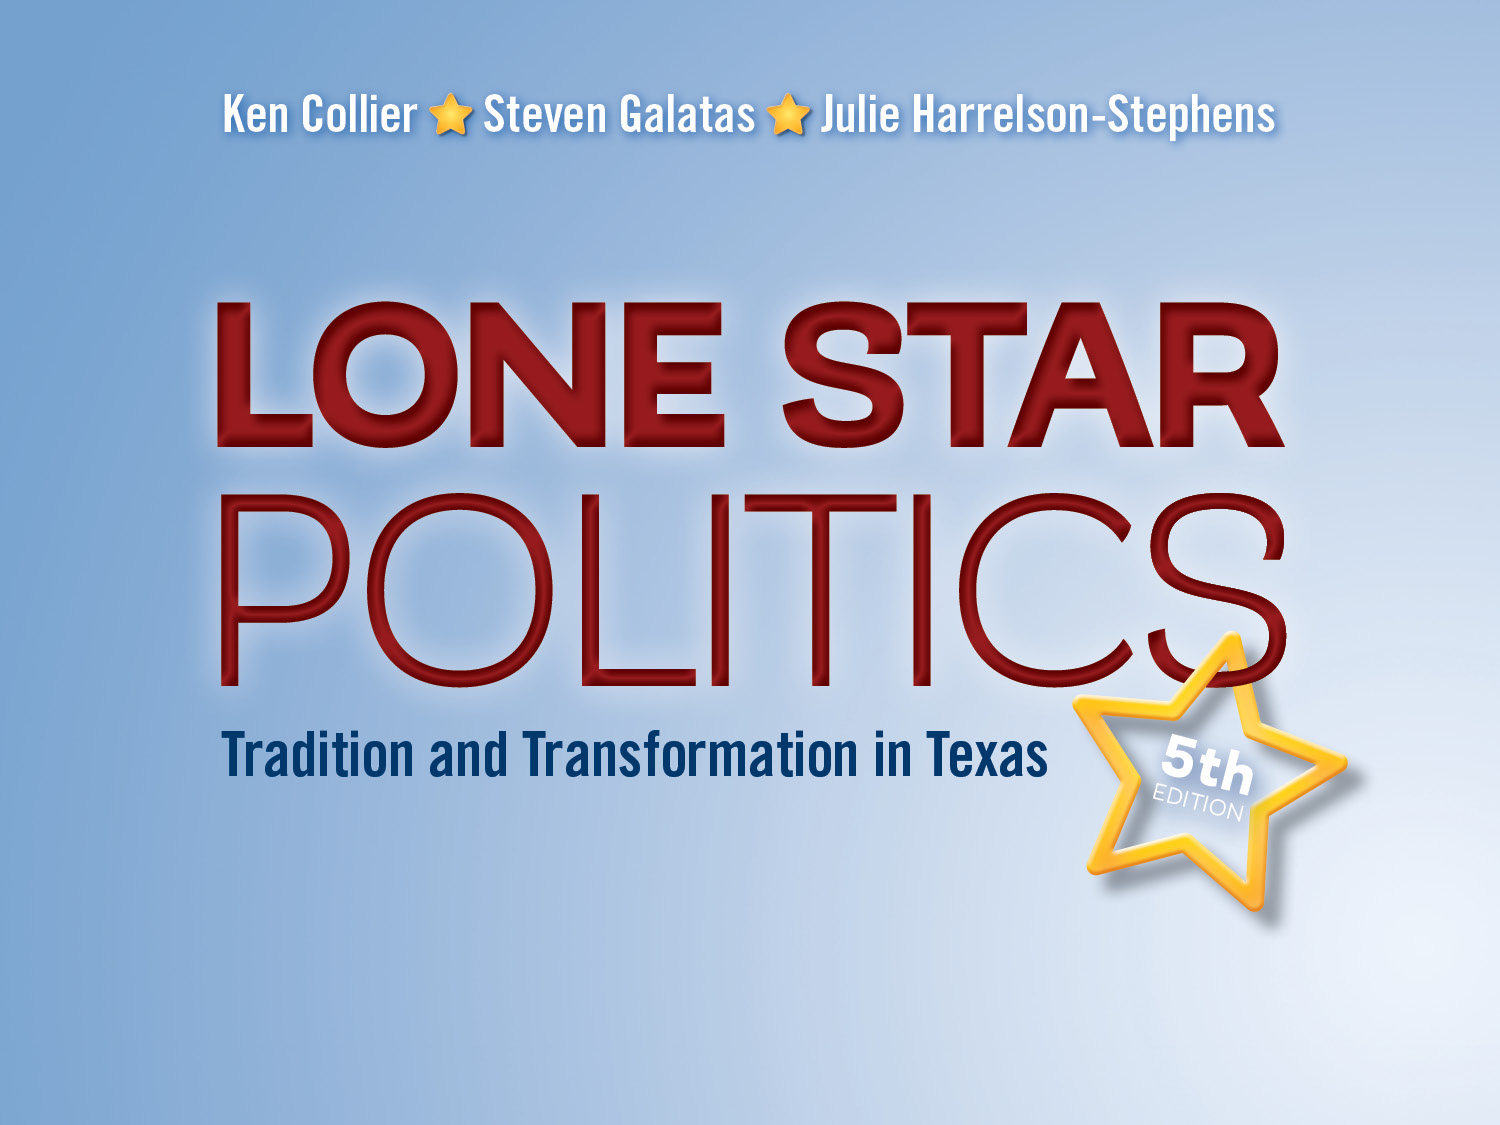 Ken Collier Steven Galatas Julie Harrelson-Stephens
LONE STAR
POLITICS
Tradition and Transformation in Texas
5th
EDITION